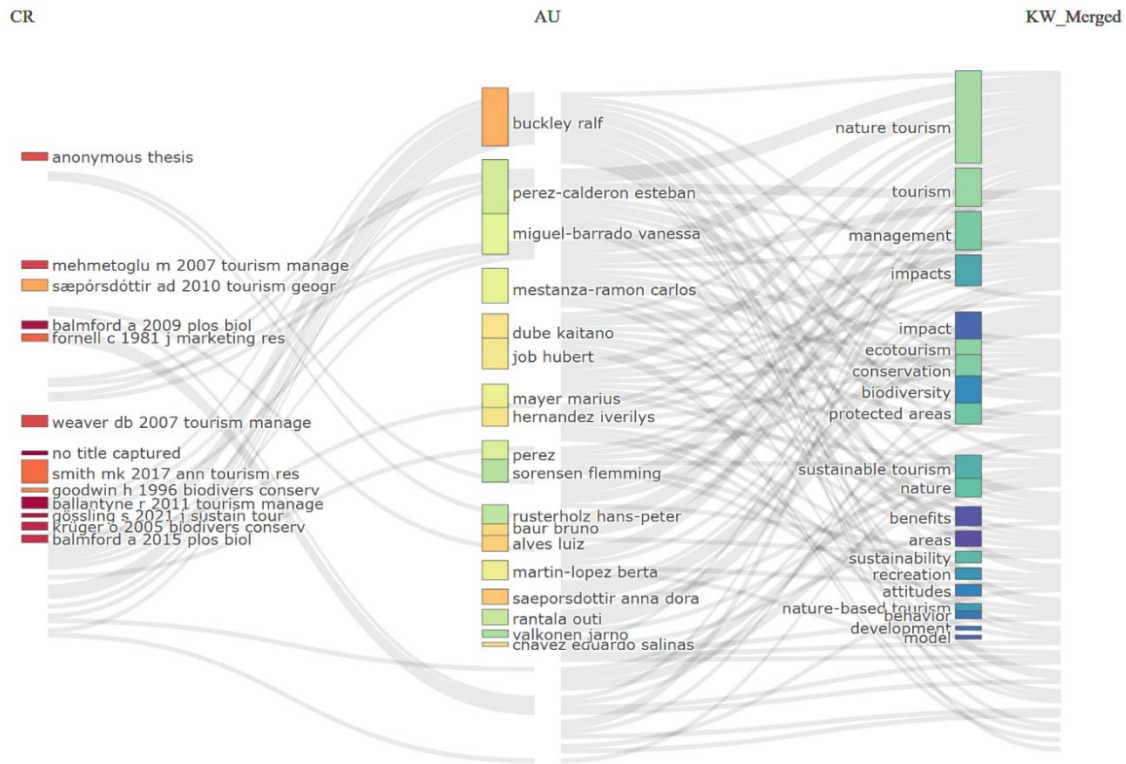 CR
AU
KW_Merged
anonymous thesis
mehmetoglu m 2007 tourism manage
sæpórsdóttir ad 2010 tourism geogr
balmford a 2009 plos biol
fornell c 1981 j marketing res
weaver db 2007 tourism manage
no title captured
smith mk 2017 ann tourism res
goodwin h 1996 biodivers conserv
ballantyne r 2011 tourism manage
gössling s 2021 j sustain tour
krüger o 2005 biodivers conserv
balmford a 2015 plos biol
buckley ralf
perez-calderon esteban
miguel-barrado vanessa
mestanza-ramon carlos
dube kaitano
job hubert
mayer marius
hernandez iverilys
perez
sorensen flemming
rusterholz hans-peter
baur bruno
alves luiz
martin-lopez berta
saeporsdottir anna dora
rantala outi
valkonen jarno
chavez eduardo salinas
nature tourism
tourism
management
impacts
impact
ecotourism
conservation
biodiversity
protected areas
sustainable tourism
nature
benefits
areas
sustainability
recreation
attitudes
nature-based tourism
behavior
development
model